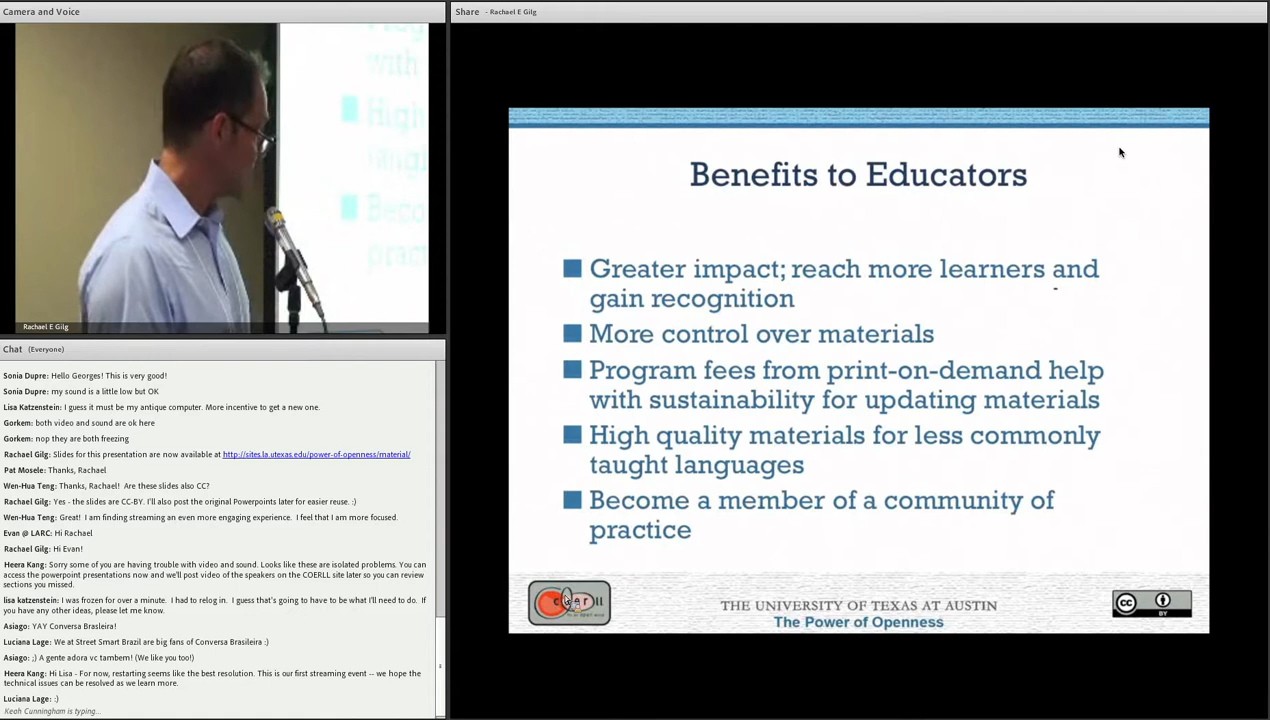 Camera and Voice
with
High
Beco
prac
Rachael E Gilg
Chat (Everyone)
Sonia Dupre: Hello Georges! This is very good!
Sonia Dupre: my sound is a little low but OK
Lisa Katzenstein: I guess it must be my antique computer. More incentive to get a new one.
Gorkem: both video and sound are ok here
Gorkem: nop they are both freezing
Rachael Gilg: Slides for this presentation are now available at http://sites.la.utexas.edu/power-of-openness/material/
Pat Mosele: Thanks, Rachael
Wen-Hua Teng: Thanks, Rachael! Are these slides also CC?
Rachael Gilg: Yes - the slides are CC-BY. I'll also post the original Powerpoints later for easier reuse. :)
Wen-Hua Teng: Great! I am finding streaming an even more engaging experience. I feel that I am more focused.
Evan @ LARC: Hi Rachael
Rachael Gilg: Hi Evan!
Heera Kang: Sorry some of you are having trouble with video and sound. Looks like these are isolated problems. You can
access the powerpoint presentations now and we'll post video of the speakers on the COERLL site later so you can review
sections you missed.
lisa katzenstein: I was frozen for over a minute. I had to relog in. I guess that's going to have to be what I'll need to do. If
you have any other ideas, please let me know.
Asiago: YAY Conversa Brasleira!
Luciana Lage: We at Street Smart Brazil are big fans of Conversa Brasileira :)
Asiago: ;) A gente adora vc tambem! (We like you too!)
Heera Kang: Hi Lisa - For now, restarting seems like the best resolution. This is our first streaming event -- we hope the
technical issues can be resolved as we learn more.
Luciana Lage: :)
Keoh Cunningham is typing...
Share - Rachael E Gilg
Benefits to Educators
Greater impact; reach more learners and
gain recognition
More control over materials
Program fees from print-on-demand help
with sustainability for updating materials
High quality materials for less commonly
taught languages
Become a member of a community of
practice
THE UNIVERSITY OF TEXAS AT AUSTIN
The Power of Openness
cc
BY